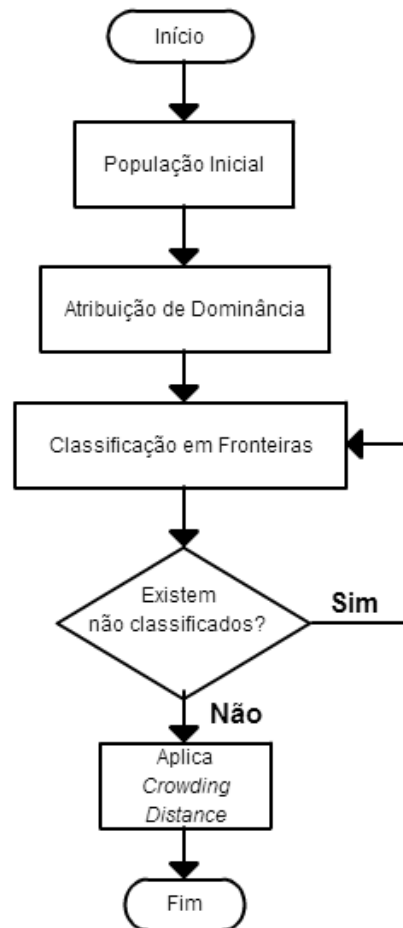 Início
População Inicial
Atribuição de Dominância
Classificação em Fronteiras
Existem
não classificados?
Sim
Não
Aplica
Crowding
Distance
Fim